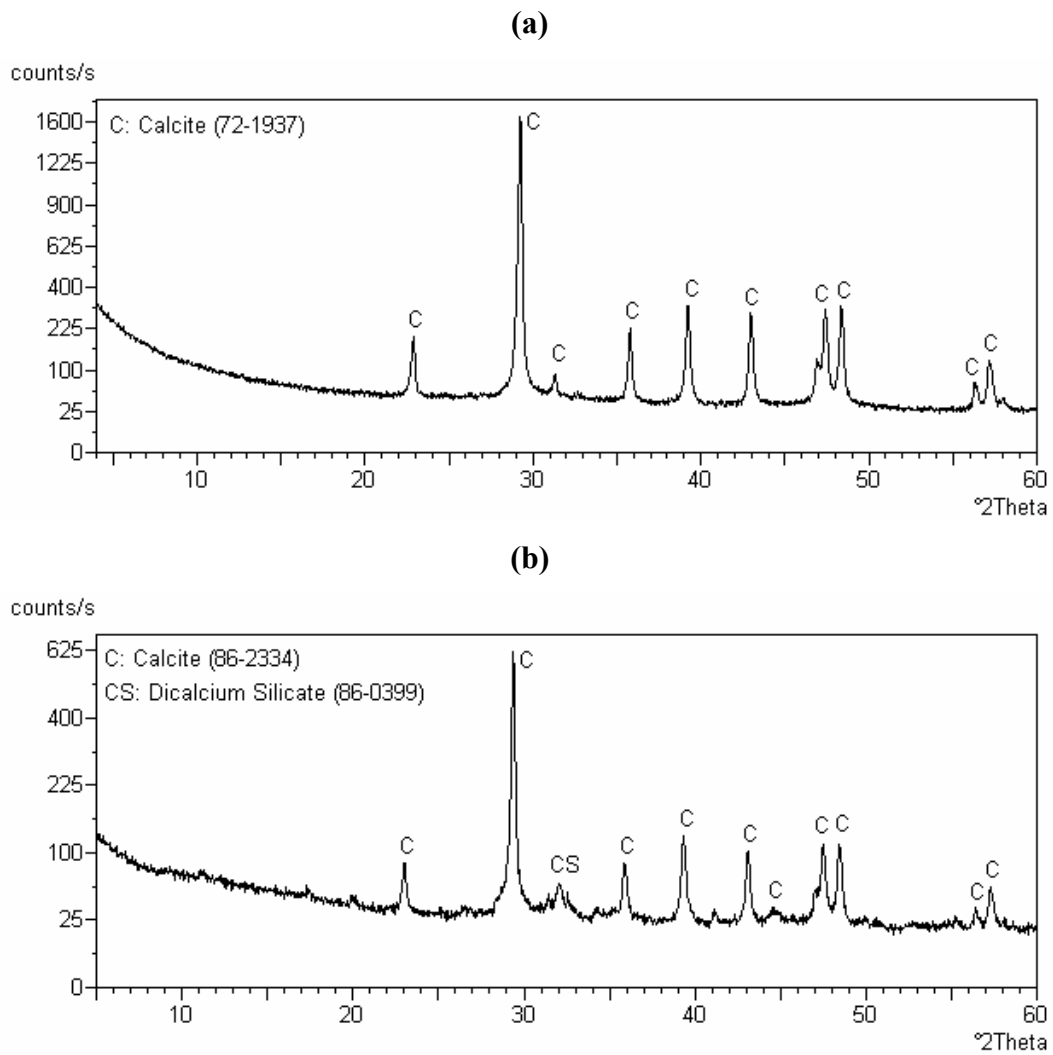 (a)
counts/s
C: Calcite (72-1937)
1600
1225
900
625
400
225
100
25
0
C
C
C
C
C
C
C
C
C
C
10
20
30
40
50
60
°2Theta
(b)
counts/s
C: Calcite (86-2334)
CS: Dicalcium Silicate (86-0399)
625
400
225
100
25
0
C
C
CS
C
C
C
C
C
C
C
C
10
20
30
40
50
60
°2Theta